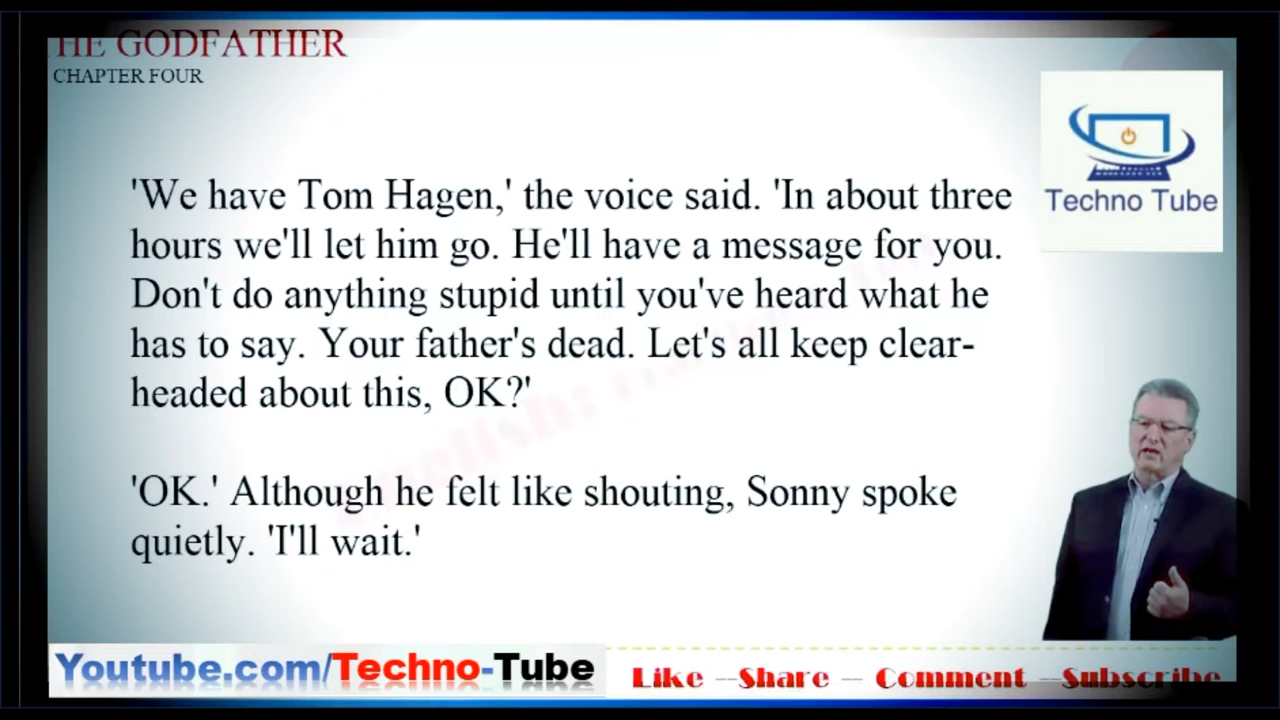 THE GODFATHER
CHAPTER FOUR
Techno Tube
'We have Tom Hagen,' the voice said. 'In about three
hours we'll let him go. He'll have a message for you.
Don't do anything stupid until you've heard what he
has to say. Your father's dead. Let's all keep clear-
headed about this, OK?'
'OK.' Although he felt like shouting, Sonny spoke
quietly. 'I'll wait.'
Youtube.com/Techno-Tube
Like --Share -- Comment --Subscribe